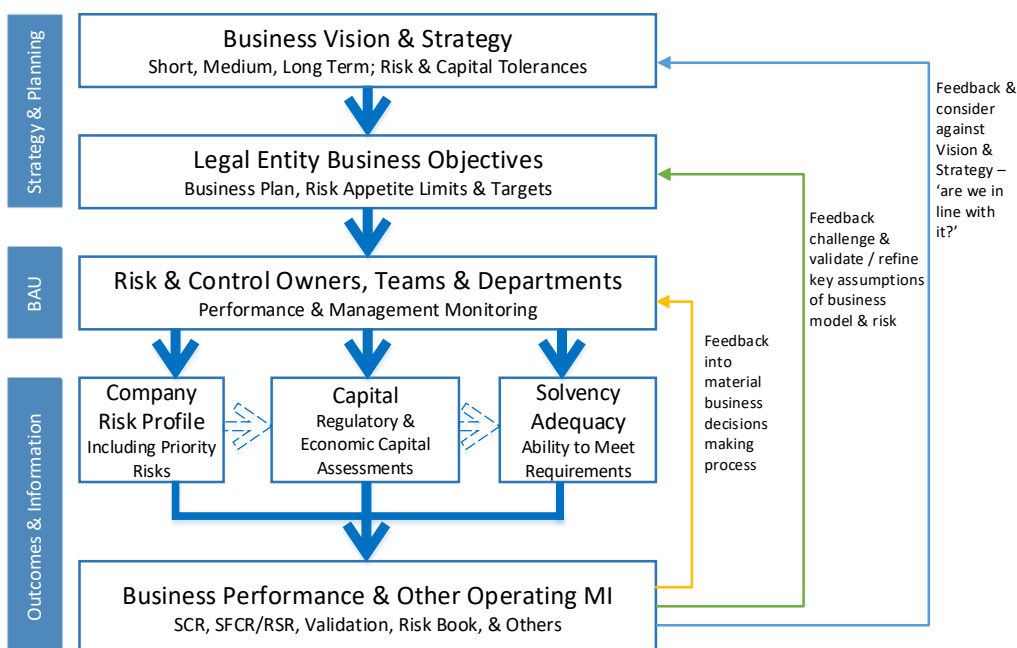 Strategy & Planning
Business Vision & Strategy
Short, Medium, Long Term; Risk & Capital Tolerances
Legal Entity Business Objectives
Business Plan, Risk Appetite Limits & Targets
BAU
Risk & Control Owners, Teams & Departments
Performance & Management Monitoring
Outcomes & Information
Company
Risk Profile
Including Priority
Risks
Capital
Regulatory &
Economic Capital
Assessments
Solvency
Adequacy
Ability to Meet
Requirements
Business Performance & Other Operating MI
SCR, SFCR/RSR, Validation, Risk Book, & Others
Feedback
into
material
business
decisions
making
process
Feedback
challenge &
validate / refine
key assumptions
of business
model & risk
Feedback &
consider
against
Vision &
Strategy –
‘are we in
line with
it?’